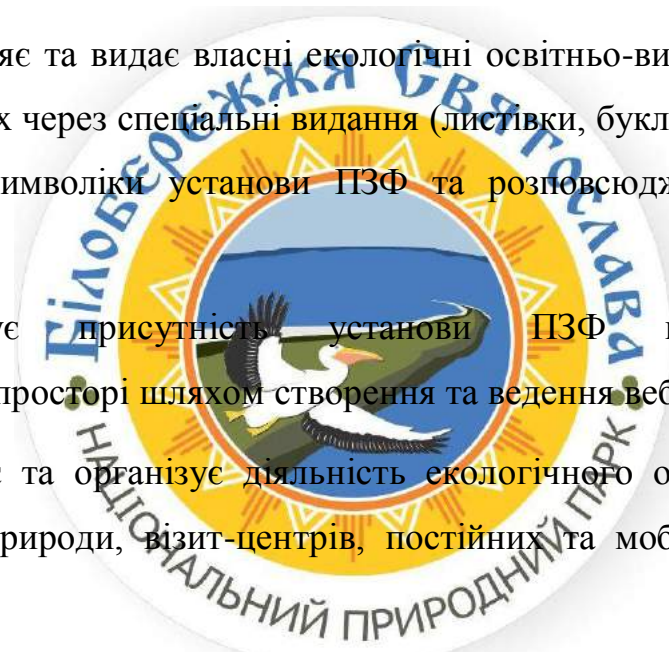 яє та видає власні екологічні освітньо-ви
х через спеціальні видання (листівки, букл
имволіки установи ПЗФ та розповсюдж
ує присутність установи ПЗФ
просторі шляхом створення та ведення веб
є та організує діяльність екологічного о
природи, візит-центрів, постійних та моб
Білобережжя Святослава
НАЦІОНАЛЬНИЙ ПРИРОДНИЙ ПАРК